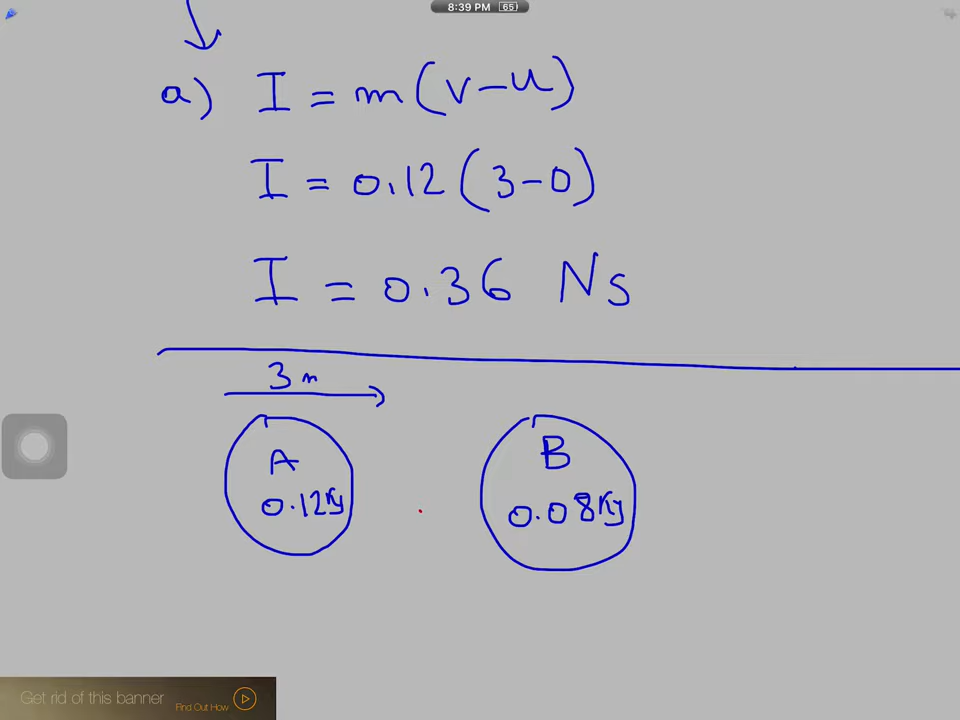 8:39 PM 65
a) I = m(v-u)
I = 0.12(3-0)
I = 0.36 Ns
3 m
A
0.12Kg
B
0.08Kg
Get rid of this banner
Find Out How